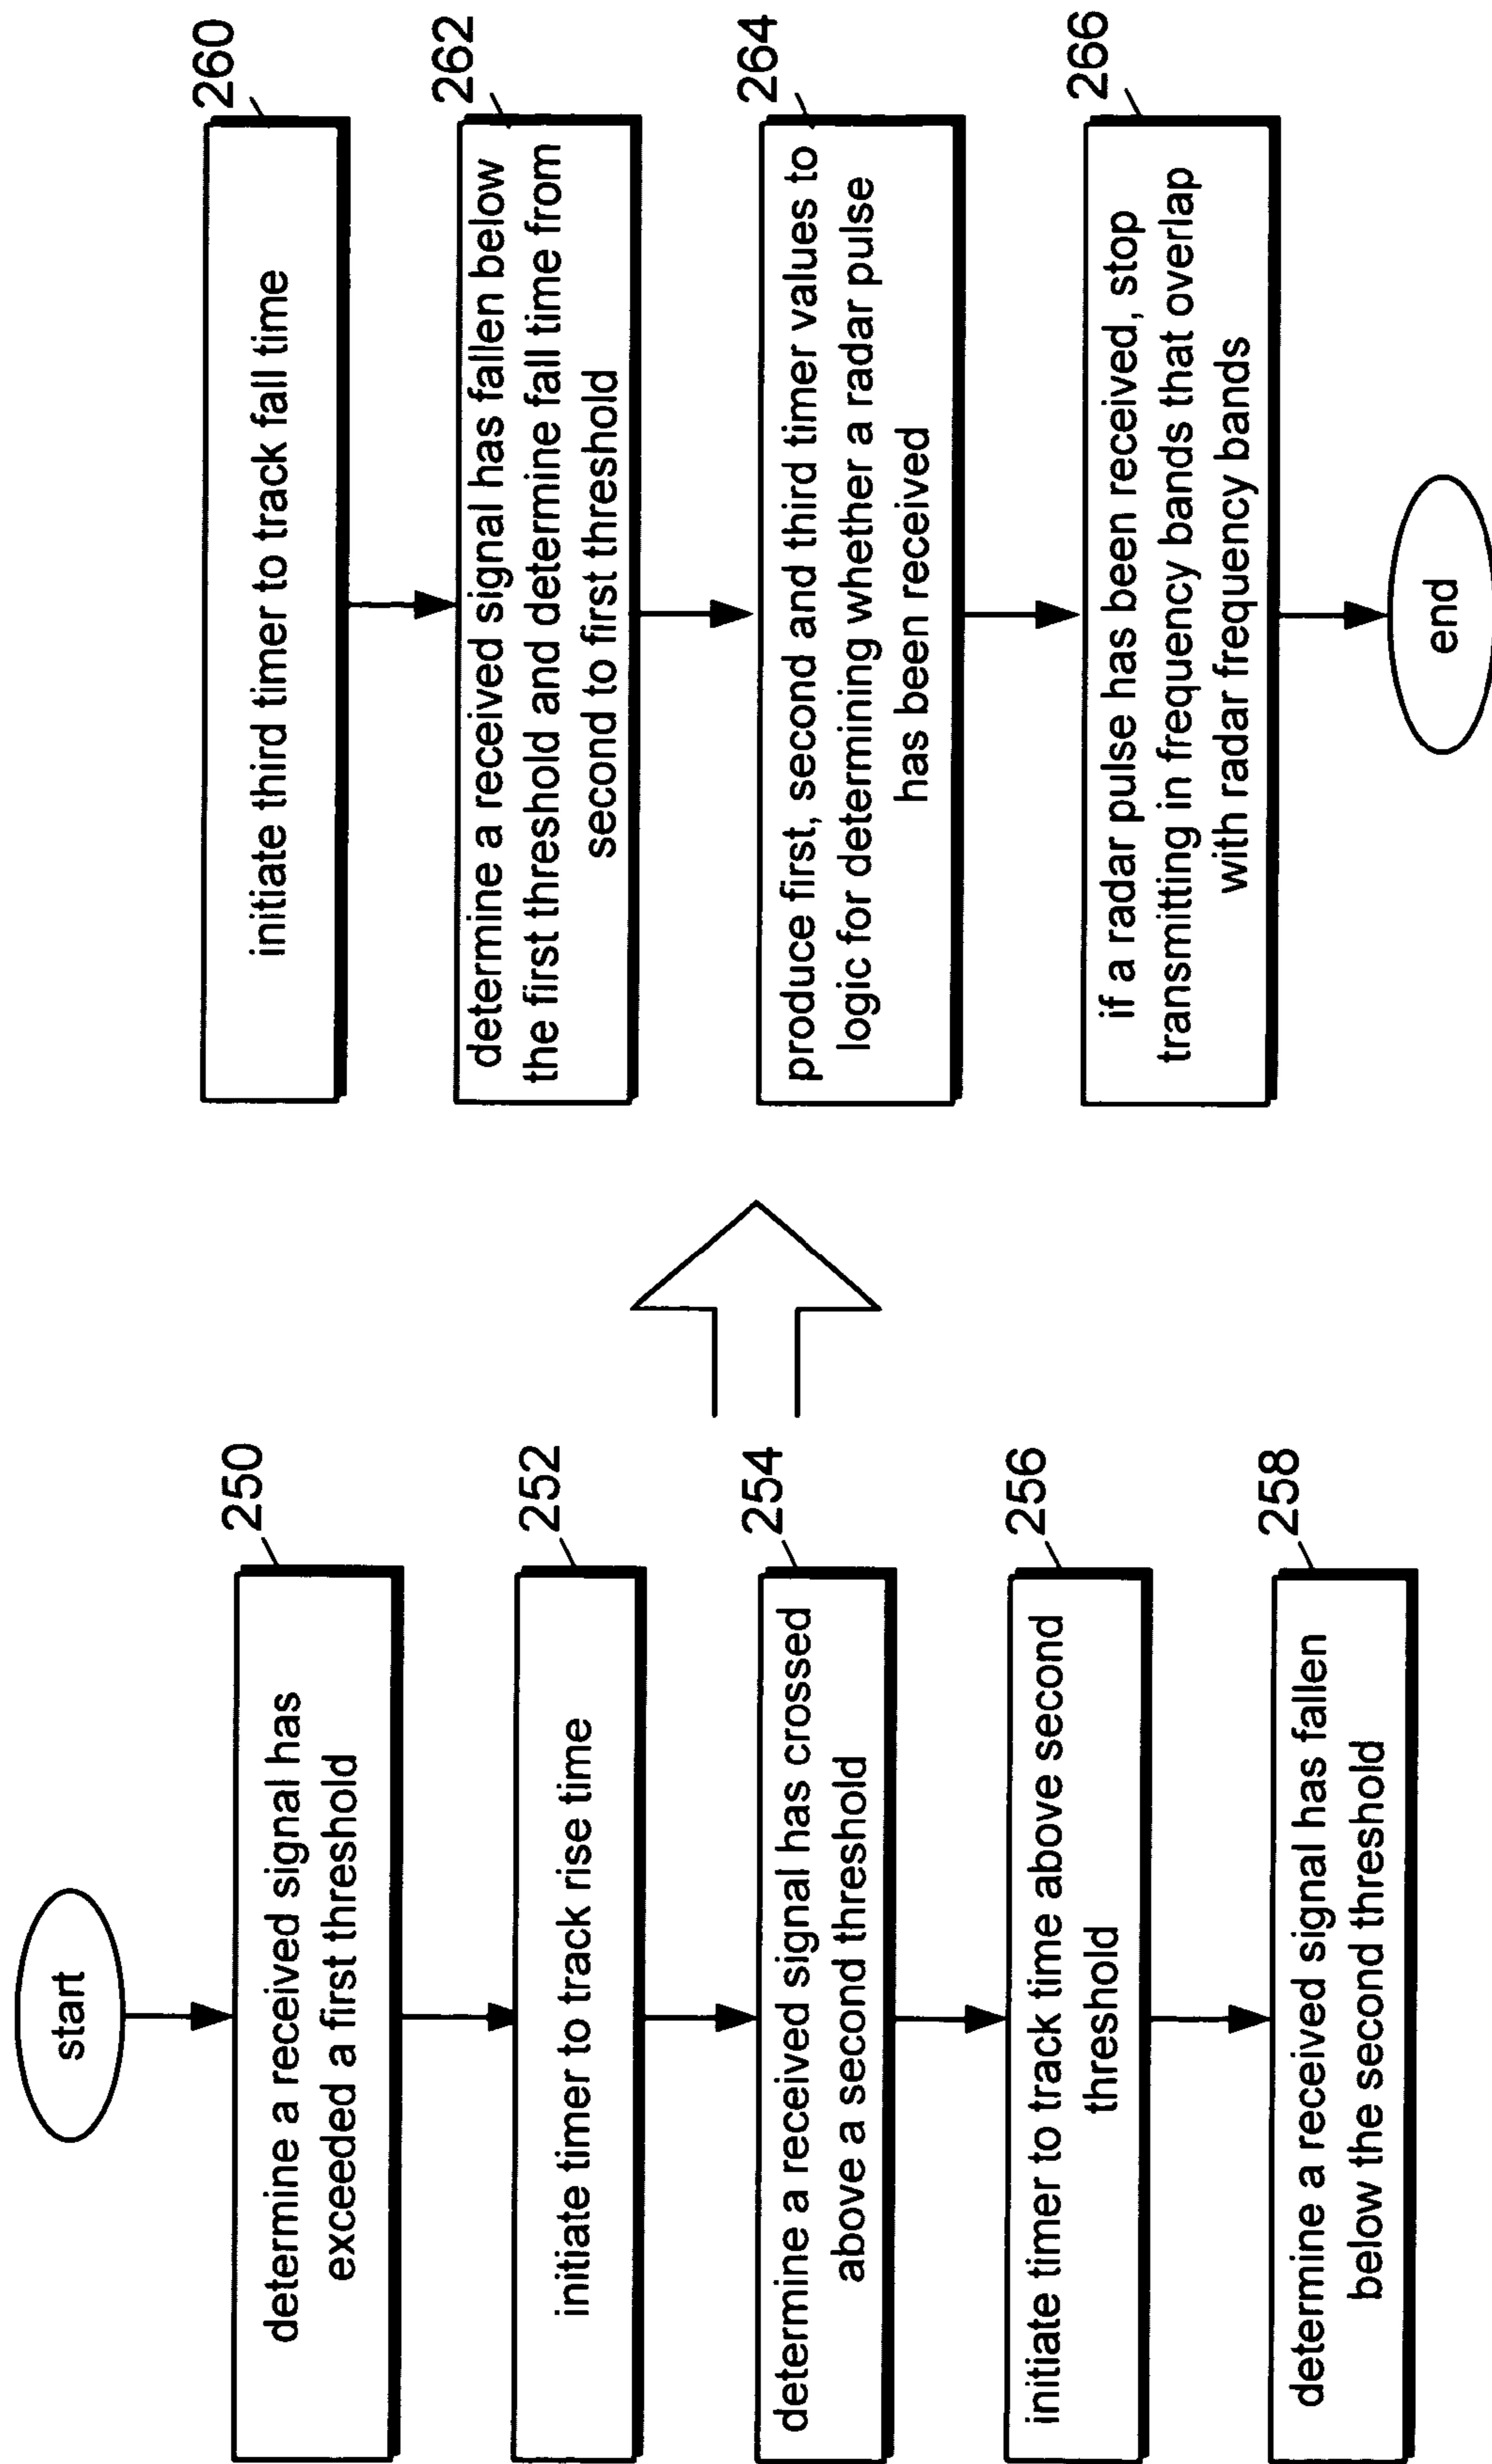 start
250
determine a received signal has
exceeded a first threshold
252
initiate timer to track rise time
254
determine a received signal has crossed
above a second threshold
256
initiate timer to track time above second
threshold
258
determine a received signal has fallen
below the second threshold
260
initiate third timer to track fall time
262
determine a received signal has fallen below
the first threshold and determine fall time from
second to first threshold
264
produce first, second and third timer values to
logic for determining whether a radar pulse
has been received
266
if a radar pulse has been received, stop
transmitting in frequency bands that overlap
with radar frequency bands
end